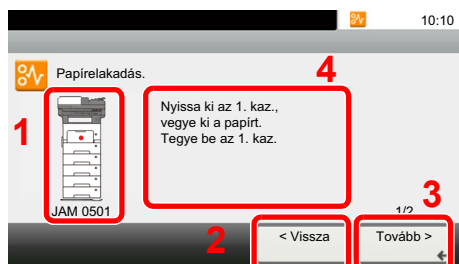 10:10
Papírelakadás.
4
1
Nyissa ki az 1. kaz.,
vegye ki a papírt.
Tegye be az 1. kaz.
JAM 0501
1/2
3
2
< Vissza
Tovább >